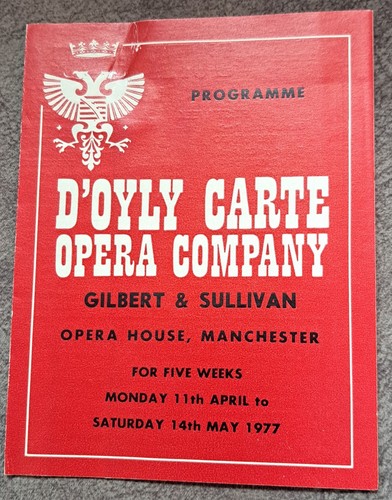 PROGRAMME
D'OYLY CARTE
OPERA COMPANY
GILBERT & SULLIVAN
OPERA HOUSE, MANCHESTER
FOR FIVE WEEKS
MONDAY 11th APRIL to
SATURDAY 14th MAY 1977